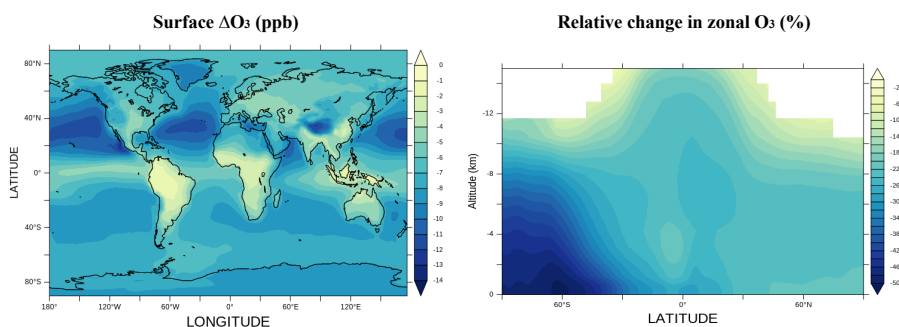 Surface ΔO₃ (ppb)
Relative change in zonal O₃ (%)
80°N
40°N
0°
40°S
80°S
LATITUDE
180°
120°W
60°W
0°
60°E
120°E
LONGITUDE
0
-1
-2
-3
-4
-5
-6
-7
-8
-9
-10
-11
-12
-13
-14
-12
-8
-4
0
Altitude (km)
60°S
0°
60°N
LATITUDE
-2
-6
-10
-14
-18
-22
-26
-30
-34
-38
-42
-46
-50